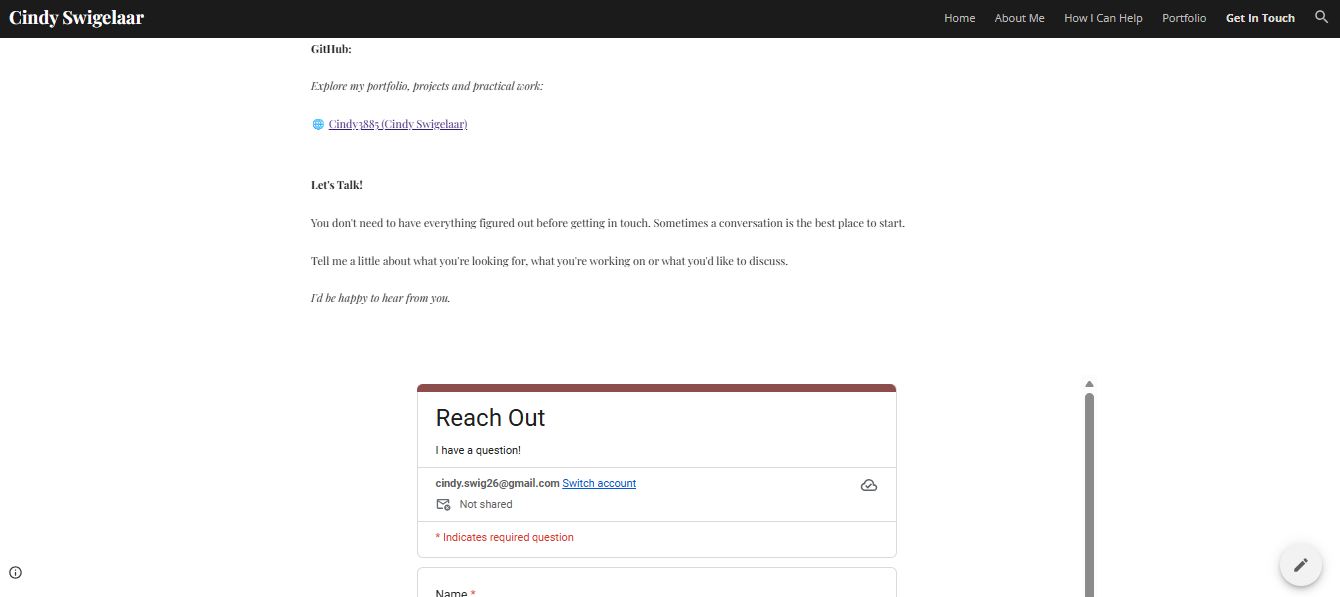 Cindy Swigelaar
Home About Me How I Can Help Portfolio Get In Touch
GitHub:
Explore my portfolio, projects and practical work:
Cindy3885 (Cindy Swigelaar)
Let's Talk!
You don't need to have everything figured out before getting in touch. Sometimes a conversation is the best place to start.
Tell me a little about what you're looking for, what you're working on or what you'd like to discuss.
I'd be happy to hear from you.
Reach Out
I have a question!
cindy.swig26@gmail.com Switch account
Not shared
* Indicates required question
Name *